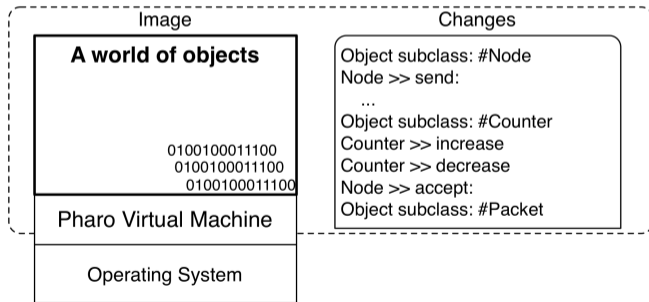 Image
A world of objects
0100100011100
0100100011100
0100100011100
Pharo Virtual Machine
Operating System
Changes
Object subclass: #Node
Node >> send:
...
Object subclass: #Counter
Counter >> increase
Counter >> decrease
Node >> accept:
Object subclass: #Packet